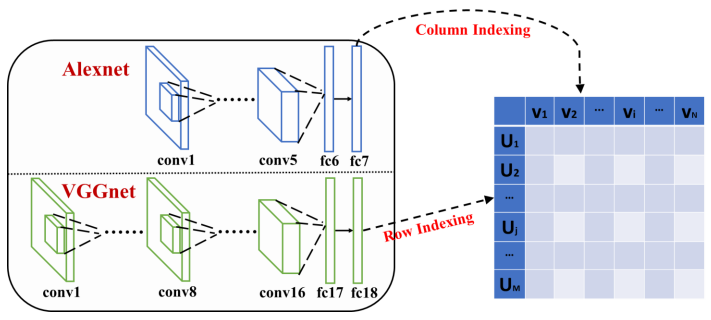 Column Indexing
Alexnet
conv1 conv5 fc6 fc7
VGGnet
conv1 conv8 conv16 fc17 fc18
Row Indexing
V1 V2 ... Vi ... VN
U1
U2
...
Uj
...
UM